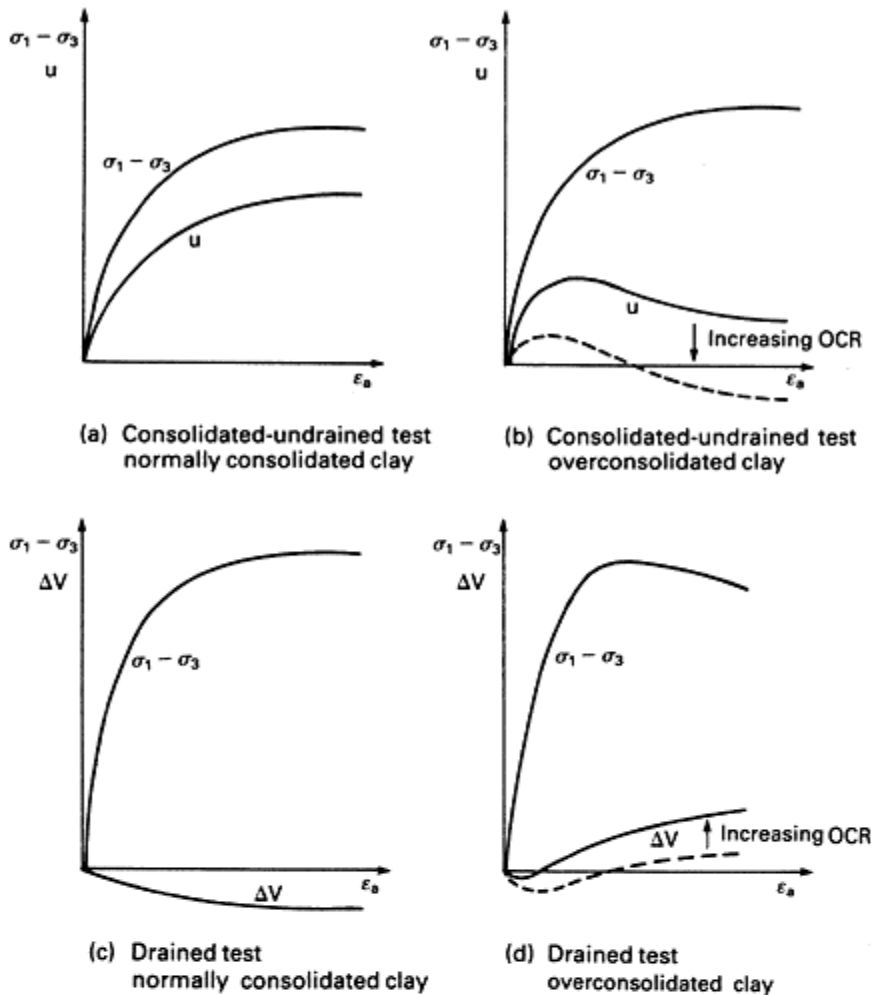 σ₁ − σ₃
u
σ₁ − σ₃
u
εₐ
(a) Consolidated-undrained test
normally consolidated clay
σ₁ − σ₃
u
σ₁ − σ₃
u
Increasing OCR
εₐ
(b) Consolidated-undrained test
overconsolidated clay
σ₁ − σ₃
ΔV
σ₁ − σ₃
εₐ
ΔV
(c) Drained test
normally consolidated clay
σ₁ − σ₃
ΔV
σ₁ − σ₃
ΔV
Increasing OCR
εₐ
(d) Drained test
overconsolidated clay